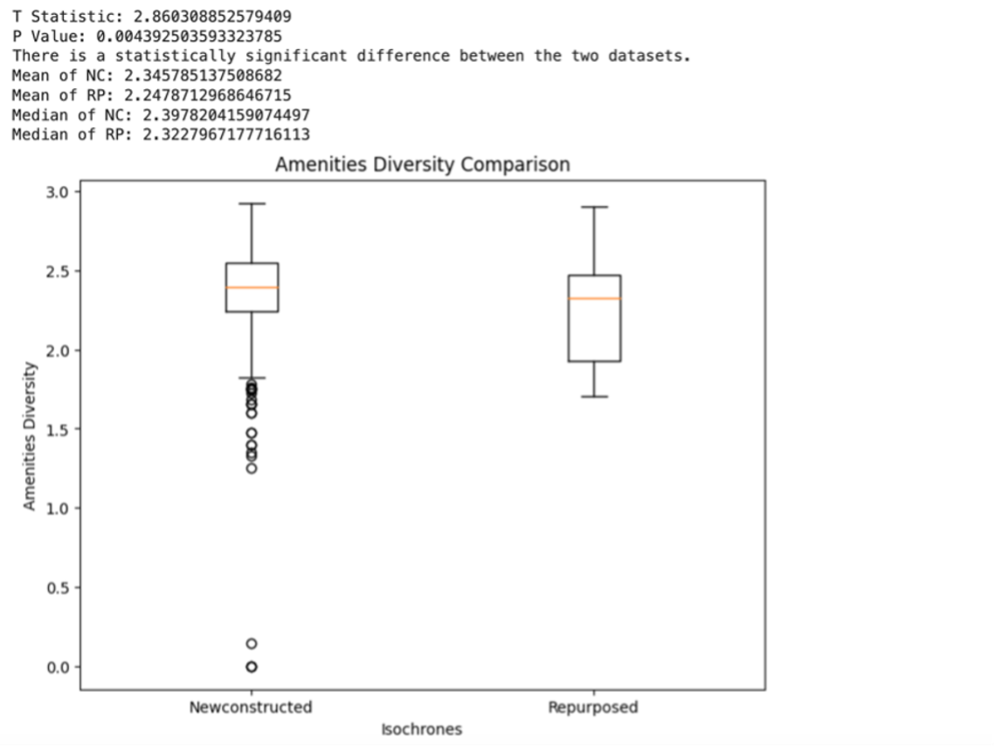 T Statistic: 2.860308852579409
P Value: 0.004392503593323785
There is a statistically significant difference between the two datasets.
Mean of NC: 2.345785137508682
Mean of RP: 2.2478712968646715
Median of NC: 2.3978204159074497
Median of RP: 2.3227967177716113
Amenities Diversity Comparison
3.0
2.5
2.0
1.5
1.0
0.5
0.0
Amenities Diversity
Newconstructed
Repurposed
Isochrones